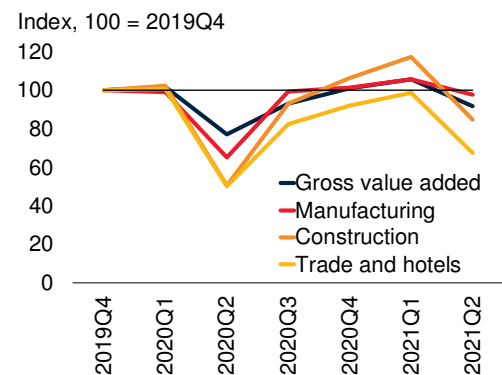 Index, 100 = 2019Q4
120
100
80
60
40
20
0
Gross value added
Manufacturing
Construction
Trade and hotels
2019Q4
2020Q1
2020Q2
2020Q3
2020Q4
2021Q1
2021Q2